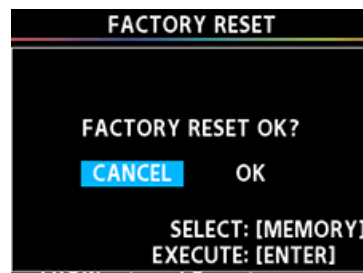 FACTORY RESET
FACTORY RESET OK?
CANCEL OK
SELECT: [MEMORY]
EXECUTE: [ENTER]